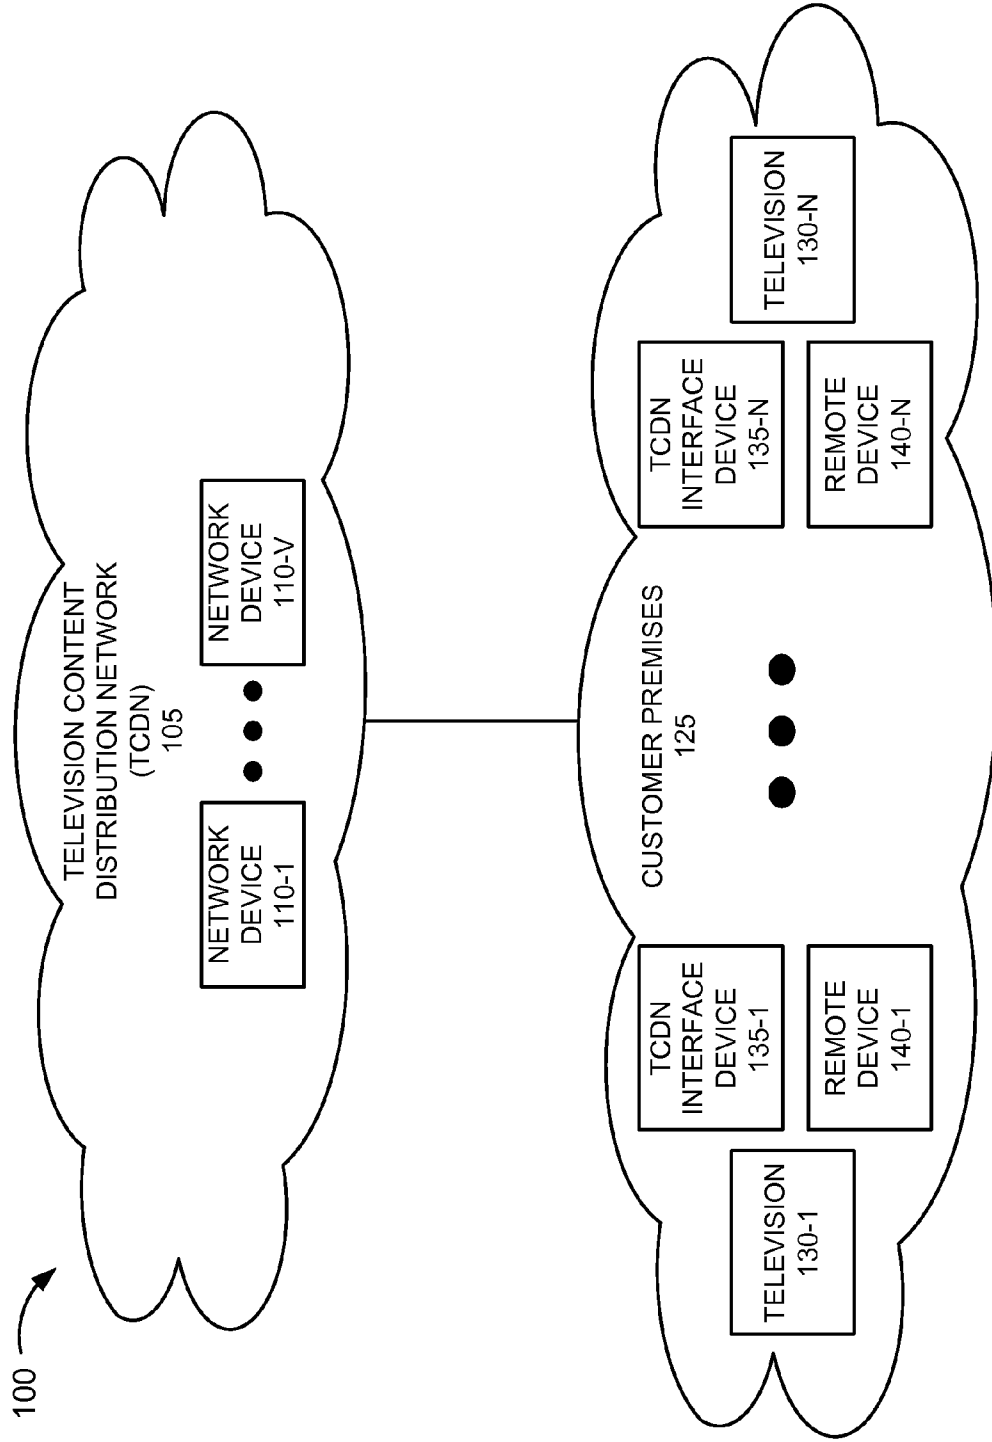 100
TELEVISION CONTENT
DISTRIBUTION NETWORK
(TCDN)
105
NETWORK
DEVICE
110-1
NETWORK
DEVICE
110-V
CUSTOMER PREMISES
125
TELEVISION
130-1
TCDN
INTERFACE
DEVICE
135-1
REMOTE
DEVICE
140-1
TCDN
INTERFACE
DEVICE
135-N
REMOTE
DEVICE
140-N
TELEVISION
130-N